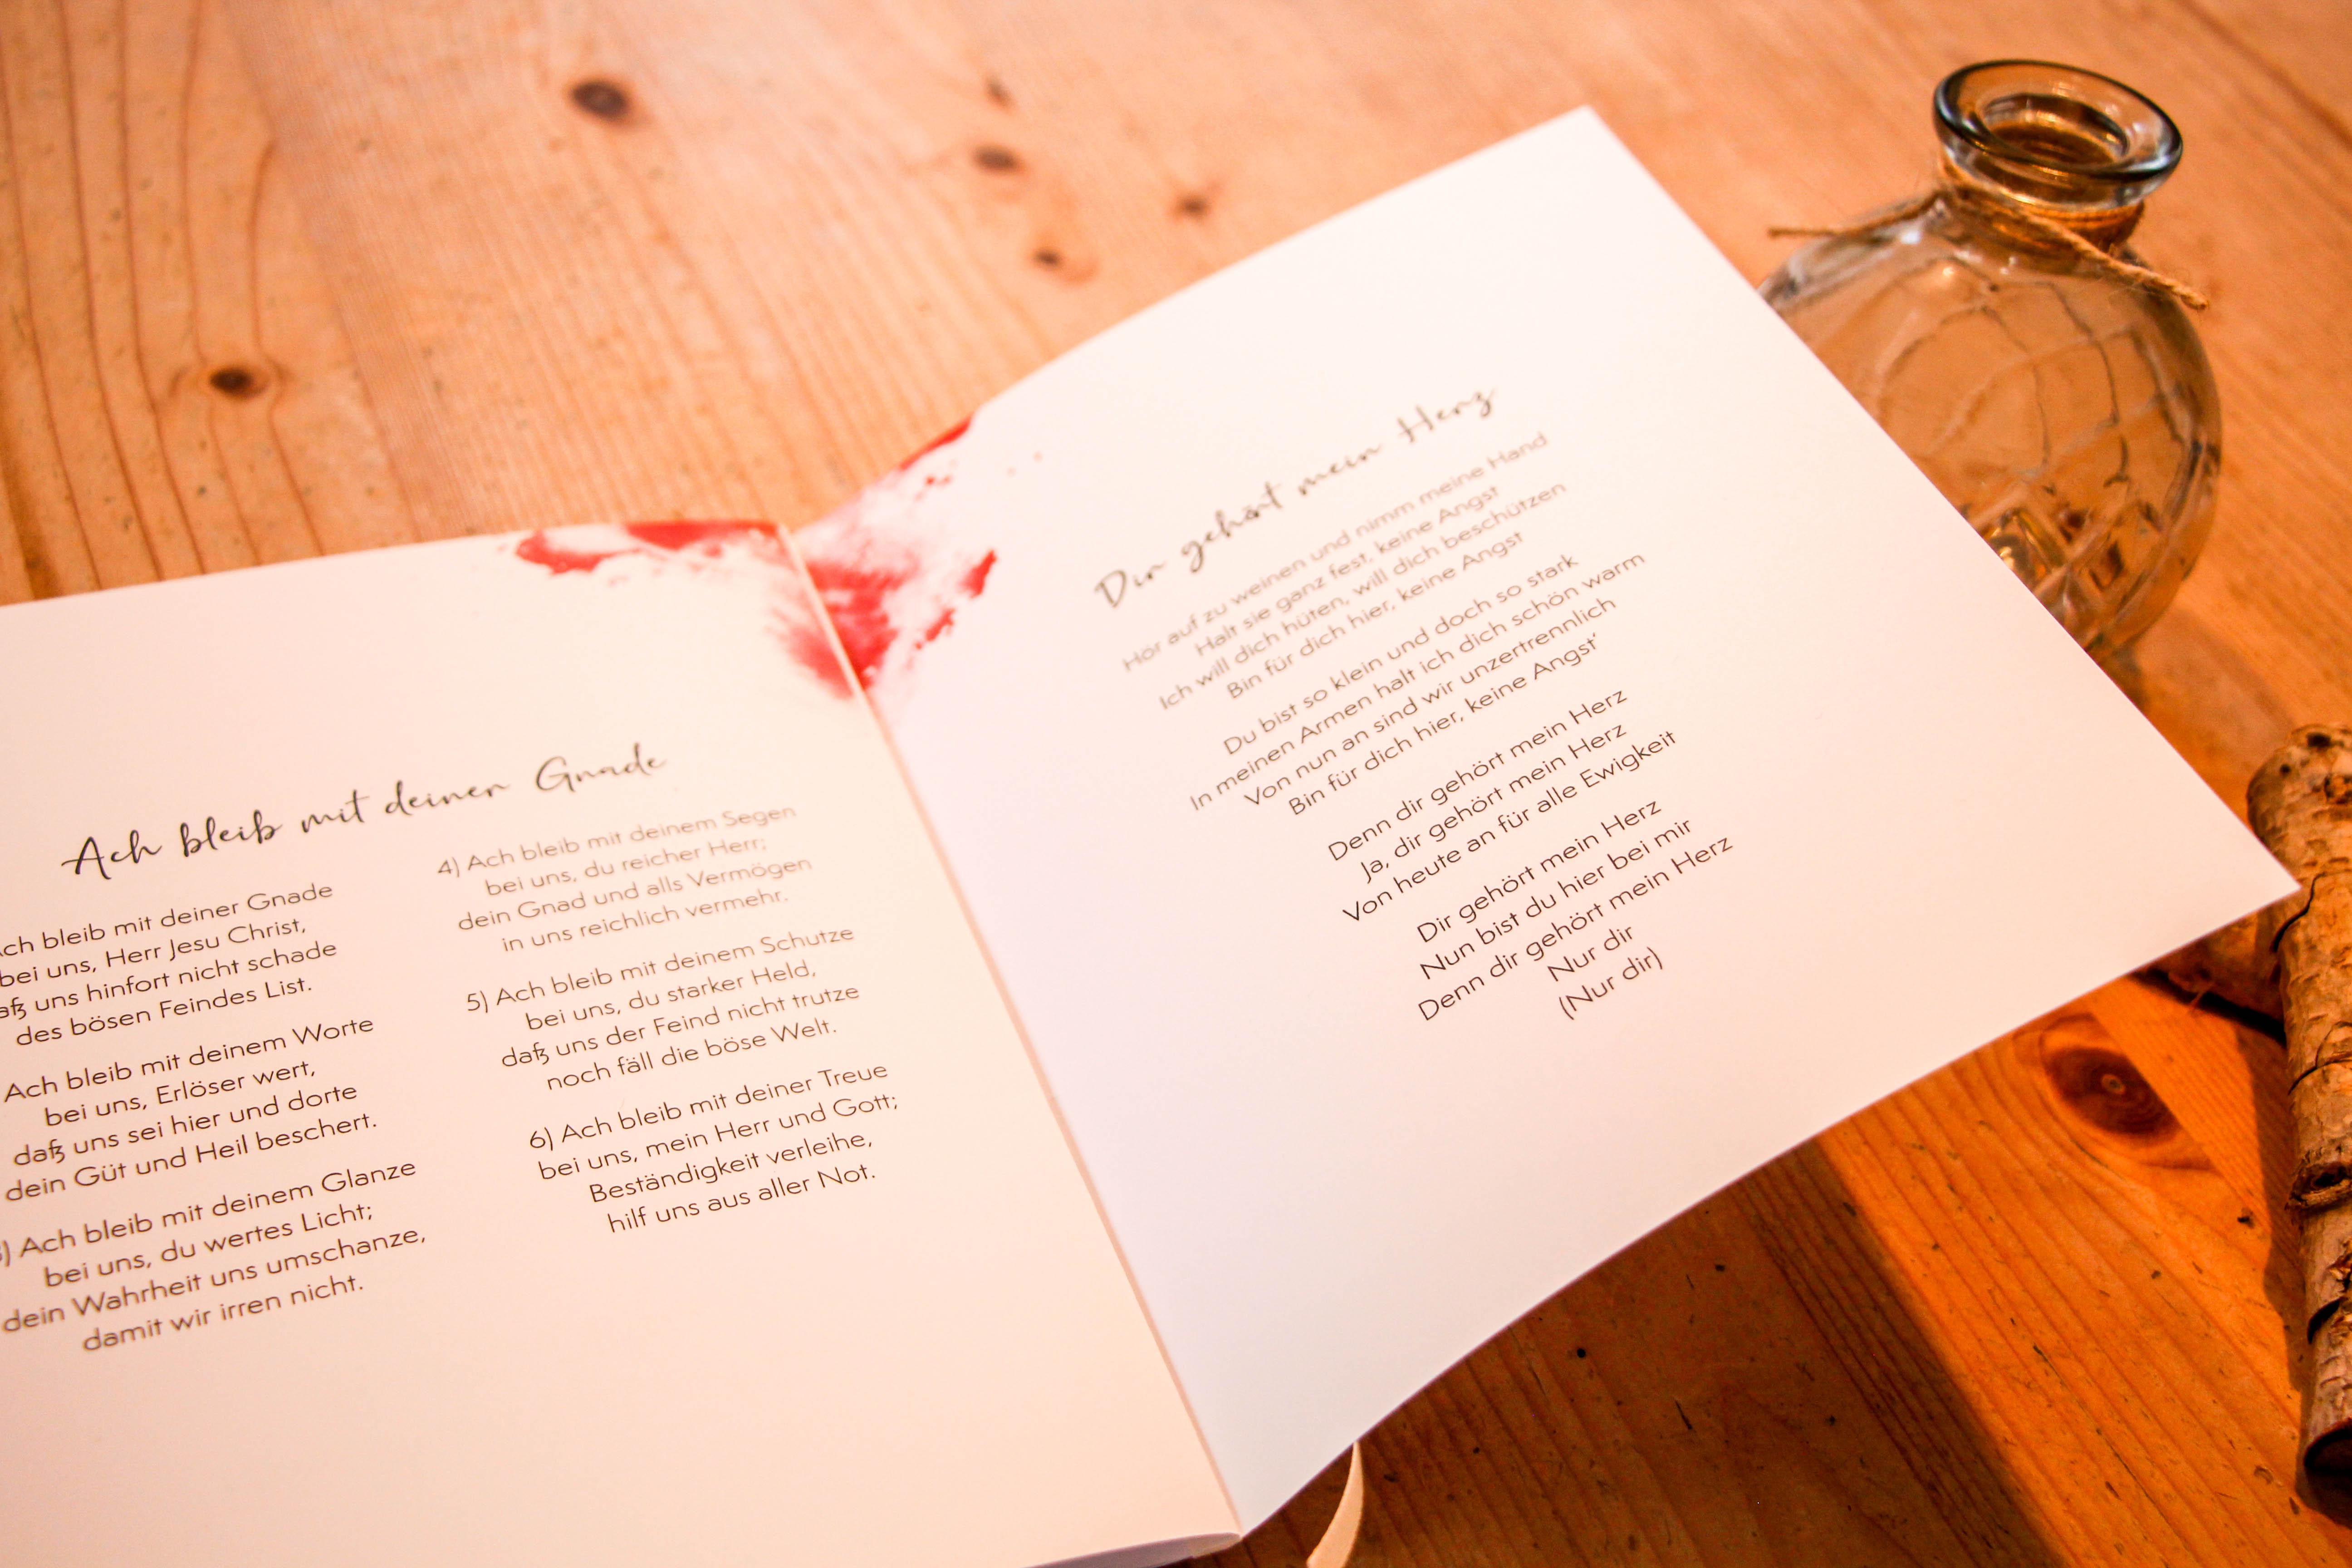 Ach bleib mit deiner Gnade
ch bleib mit deiner Gnade
bei uns, Herr Jesu Christ,
aß uns hinfort nicht schade
des bösen Feindes List.
Ach bleib mit deinem Worte
bei uns, Erlöser wert,
daß uns sei hier und dorte
dein Güt und Heil beschert.
) Ach bleib mit deinem Glanze
bei uns, du wertes Licht;
dein Wahrheit uns umschanze,
damit wir irren nicht.
4) Ach bleib mit deinem Segen
bei uns, du reicher Herr;
dein Gnad und alls Vermögen
in uns reichlich vermehr.
5) Ach bleib mit deinem Schutze
bei uns, du starker Held,
daß uns der Feind nicht trutze
noch fäll die böse Welt.
6) Ach bleib mit deiner Treue
bei uns, mein Herr und Gott;
Beständigkeit verleihe,
hilf uns aus aller Not.
Dir gehört mein Herz
Hör auf zu weinen und nimm meine Hand
Halt sie ganz fest, keine Angst
Ich will dich hüten, will dich beschützen
Bin für dich hier, keine Angst
Du bist so klein und doch so stark
In meinen Armen halt ich dich schön warm
Von nun an sind wir unzertrennlich
Bin für dich hier, keine Angst'
Denn dir gehört mein Herz
Ja, dir gehört mein Herz
Von heute an für alle Ewigkeit
Dir gehört mein Herz
Nun bist du hier bei mir
Denn dir gehört mein Herz
Nur dir
(Nur dir)